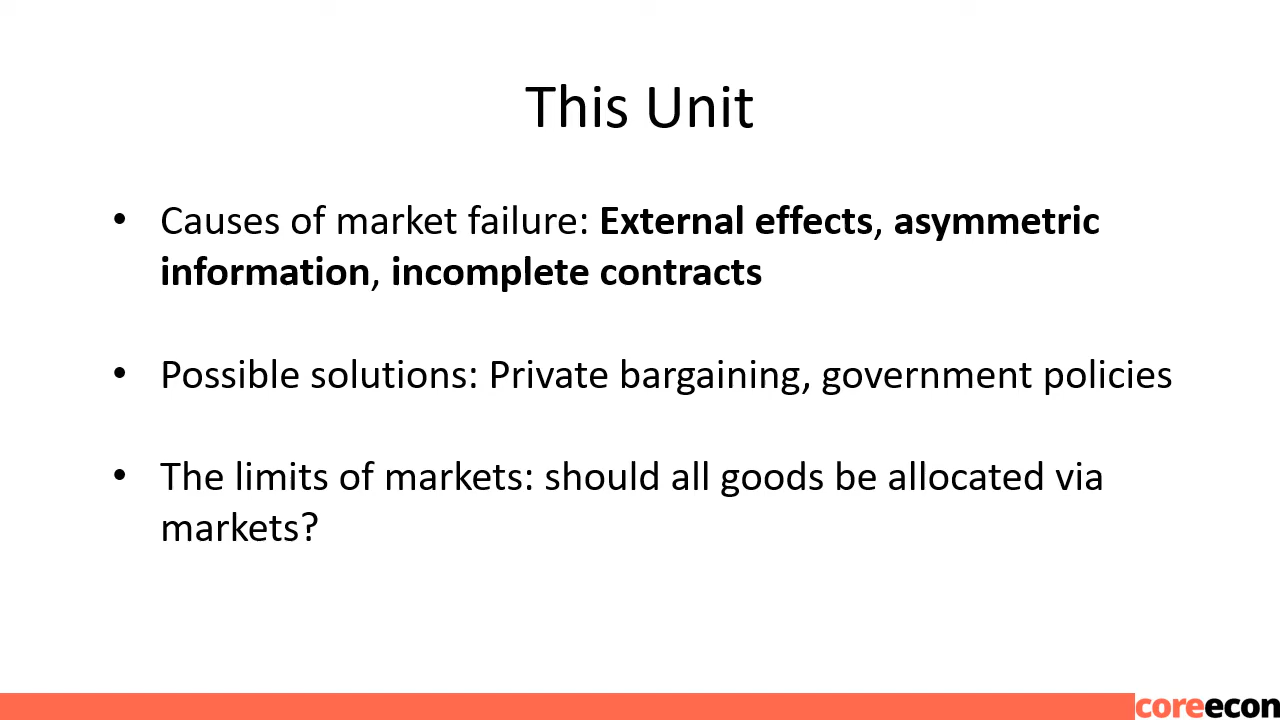 This Unit
• Causes of market failure: External effects, asymmetric
information, incomplete contracts
• Possible solutions: Private bargaining, government policies
• The limits of markets: should all goods be allocated via
markets?
coreecon